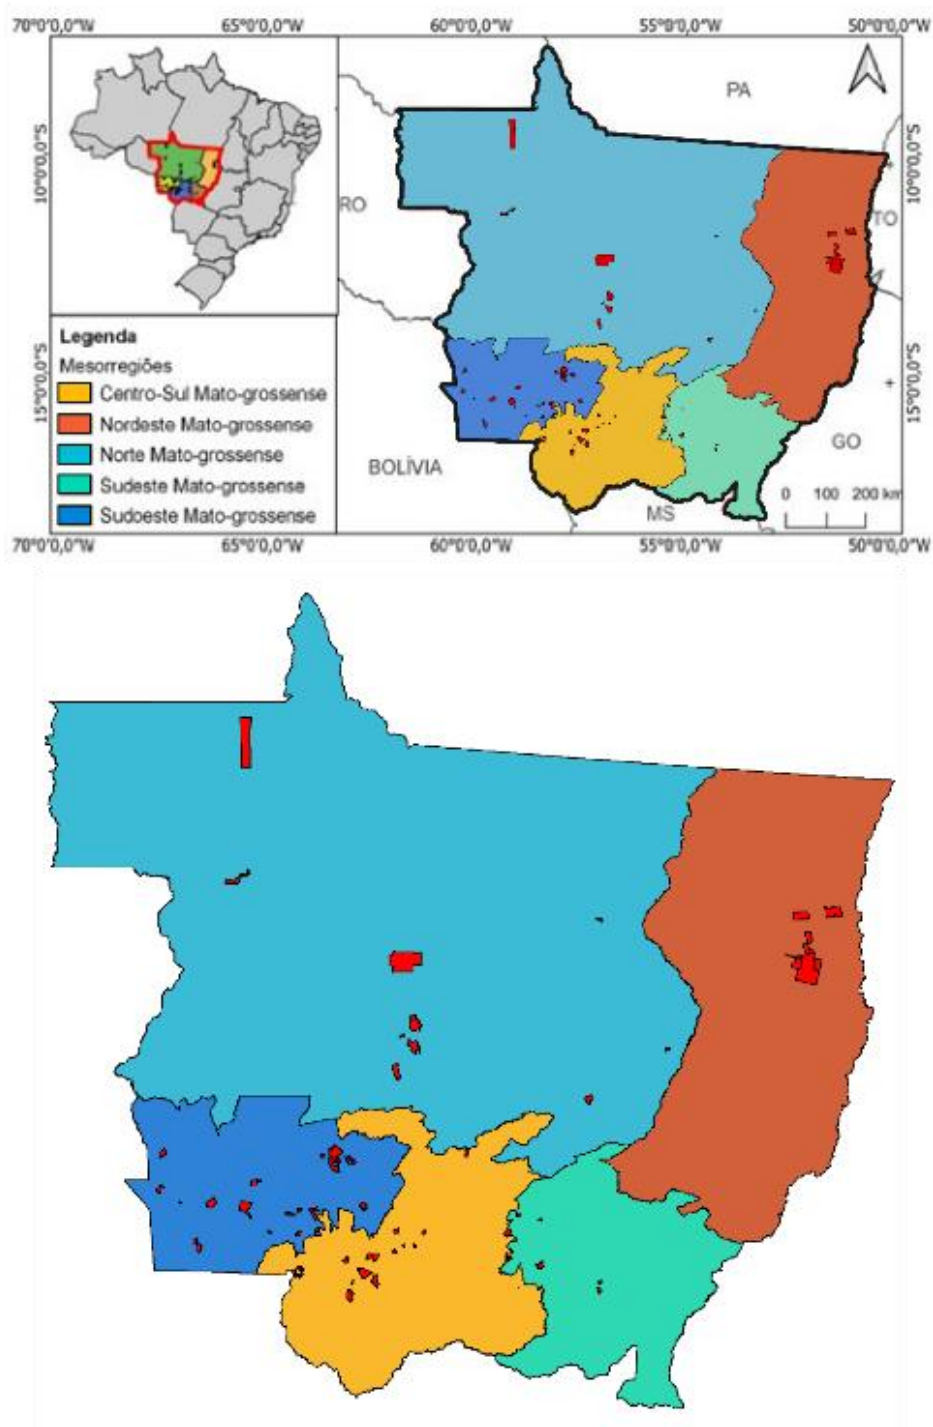 70°0'0,0"W 65°0'0,0"W 60°0'0,0"W 55°0'0,0"W 50°0'0,0"W
PA
10°0'0,0"S
10°0'0,0"S
RO
TO
Legenda
Mesorregiões
Centro-Sul Mato-grossense
Nordeste Mato-grossense
Norte Mato-grossense
Sudeste Mato-grossense
Sudoeste Mato-grossense
15°0'0,0"S
15°0'0,0"S
BOLÍVIA
GO
MS
0 100 200 km
70°0'0,0"W 65°0'0,0"W 60°0'0,0"W 55°0'0,0"W 50°0'0,0"W